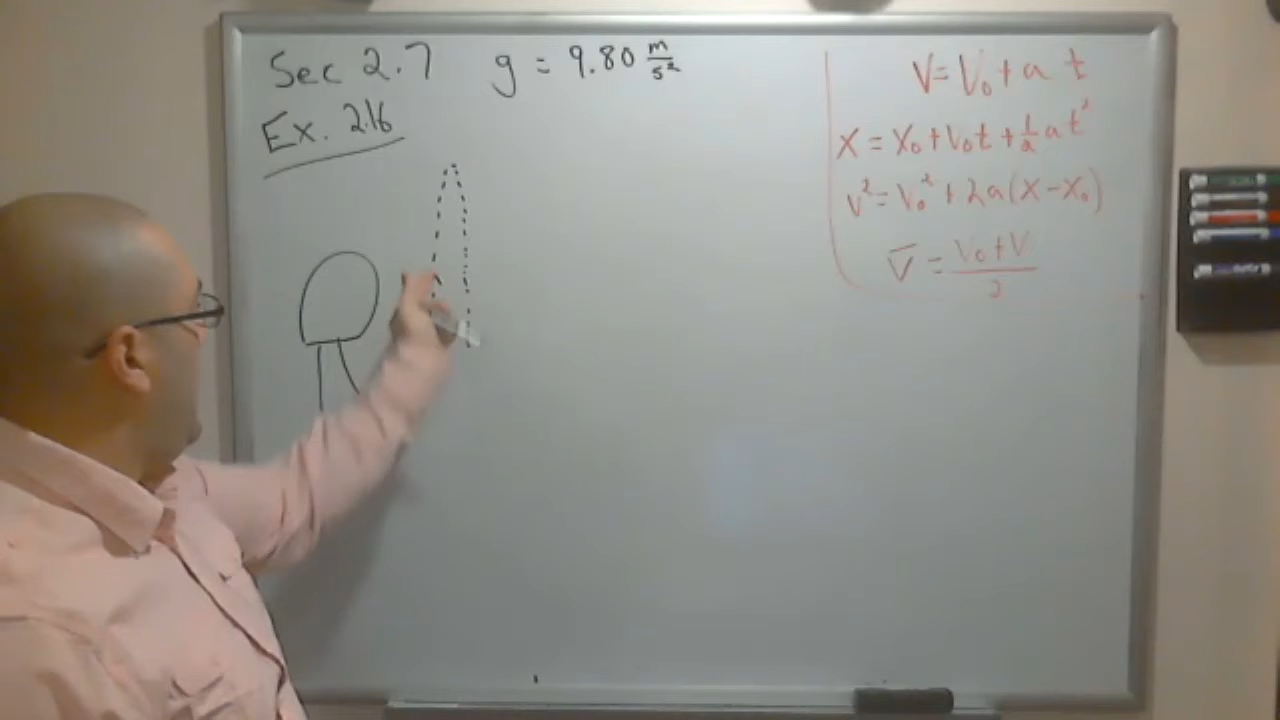 Sec 2.7 g = 9.80 m/s²
Ex. 2.16
V = V₀ + a t
X = X₀ + V₀t + 1/2 a t²
V² = V₀² + 2a(X - X₀)
V̅ = (V₀ + V)/2